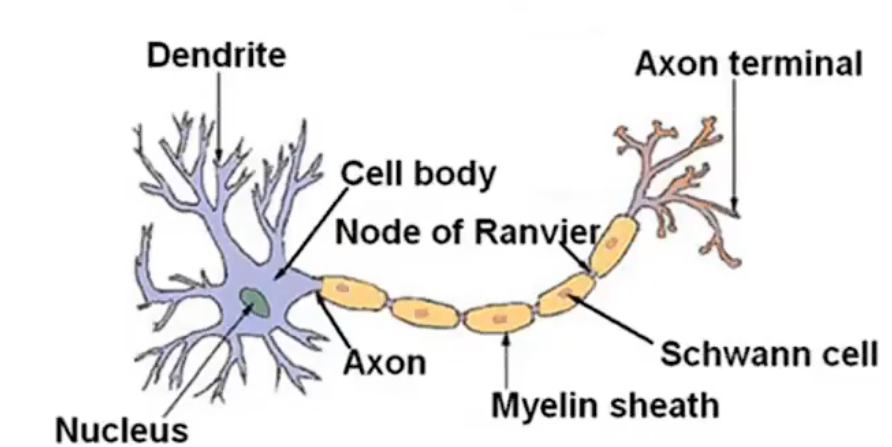 Dendrite
Axon terminal
Cell body
Node of Ranvier
Axon
Schwann cell
Myelin sheath
Nucleus